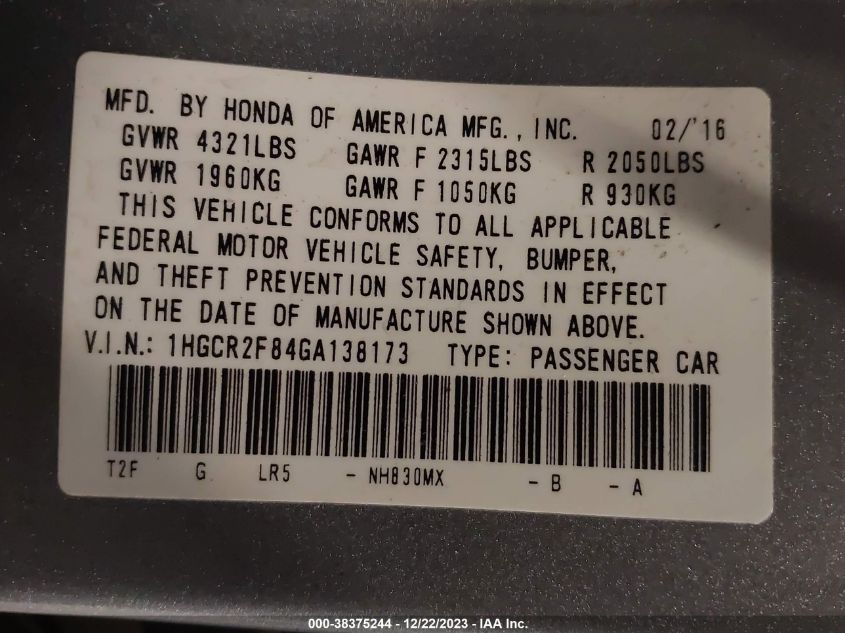 MFD. BY HONDA OF AMERICA MFG., INC. 02/'16
GVWR 4321LBS GAWR F 2315LBS R 2050LBS
GVWR 1960KG GAWR F 1050KG R 930KG
THIS VEHICLE CONFORMS TO ALL APPLICABLE
FEDERAL MOTOR VEHICLE SAFETY, BUMPER,
AND THEFT PREVENTION STANDARDS IN EFFECT
ON THE DATE OF MANUFACTURE SHOWN ABOVE.
V.I.N.: 1HGCR2F84GA138173 TYPE: PASSENGER CAR
T2F G LR5 - NH830MX - B - A
000-38375244 - 12/22/2023 - IAA Inc.